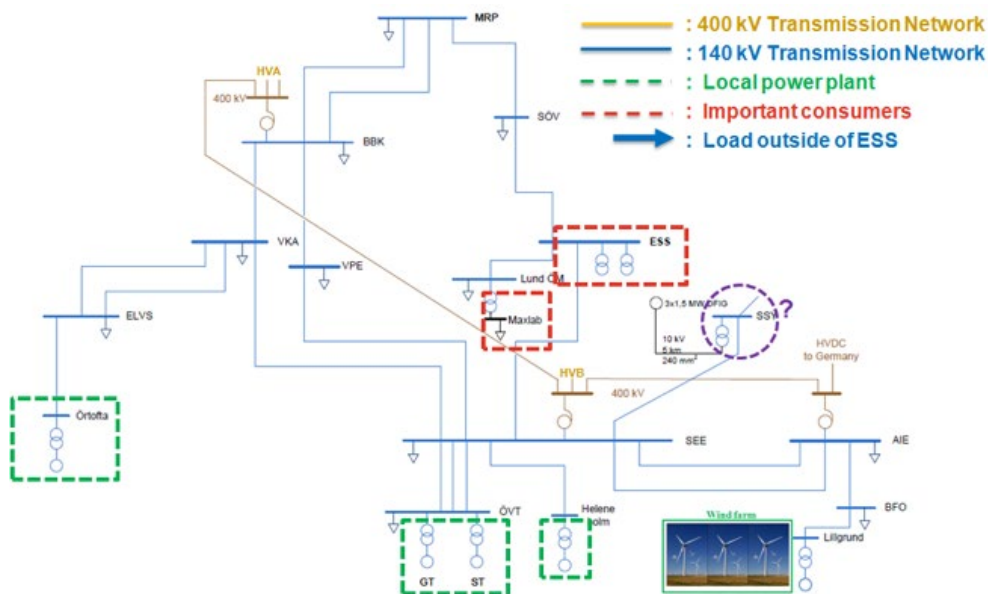 MRP
: 400 kV Transmission Network
: 140 kV Transmission Network
: Local power plant
: Important consumers
: Load outside of ESS
HVA
400 kV
SÖV
BBK
VKA
ESS
VPE
Lund ÖM
Maxlab
3x1,5 MW DFIG
SSY
?
10 kV
5 km
240 mm²
ELVS
HVDC
to Germany
HVB
400 kV
Örtofta
SEE
AIE
ÖVT
Helene
holm
BFO
Wind farm
Lillgrund
GT
ST